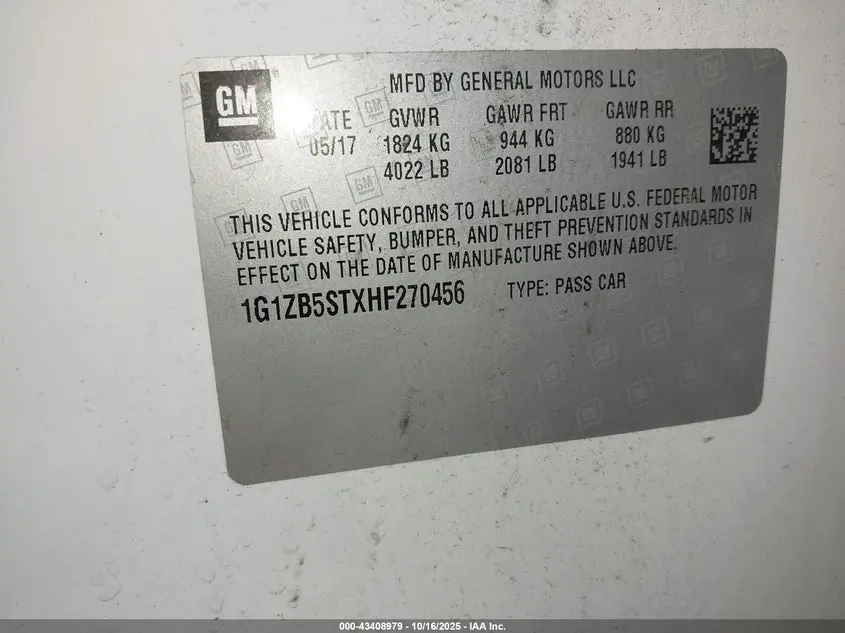 GM
MFD BY GENERAL MOTORS LLC
DATE GVWR GAWR FRT GAWR RR
05/17 1824 KG 944 KG 880 KG
4022 LB 2081 LB 1941 LB
THIS VEHICLE CONFORMS TO ALL APPLICABLE U.S. FEDERAL MOTOR
VEHICLE SAFETY, BUMPER, AND THEFT PREVENTION STANDARDS IN
EFFECT ON THE DATE OF MANUFACTURE SHOWN ABOVE.
1G1ZB5STXHF270456 TYPE: PASS CAR
000-43408979 / 10/16/2025 - IAA Inc.